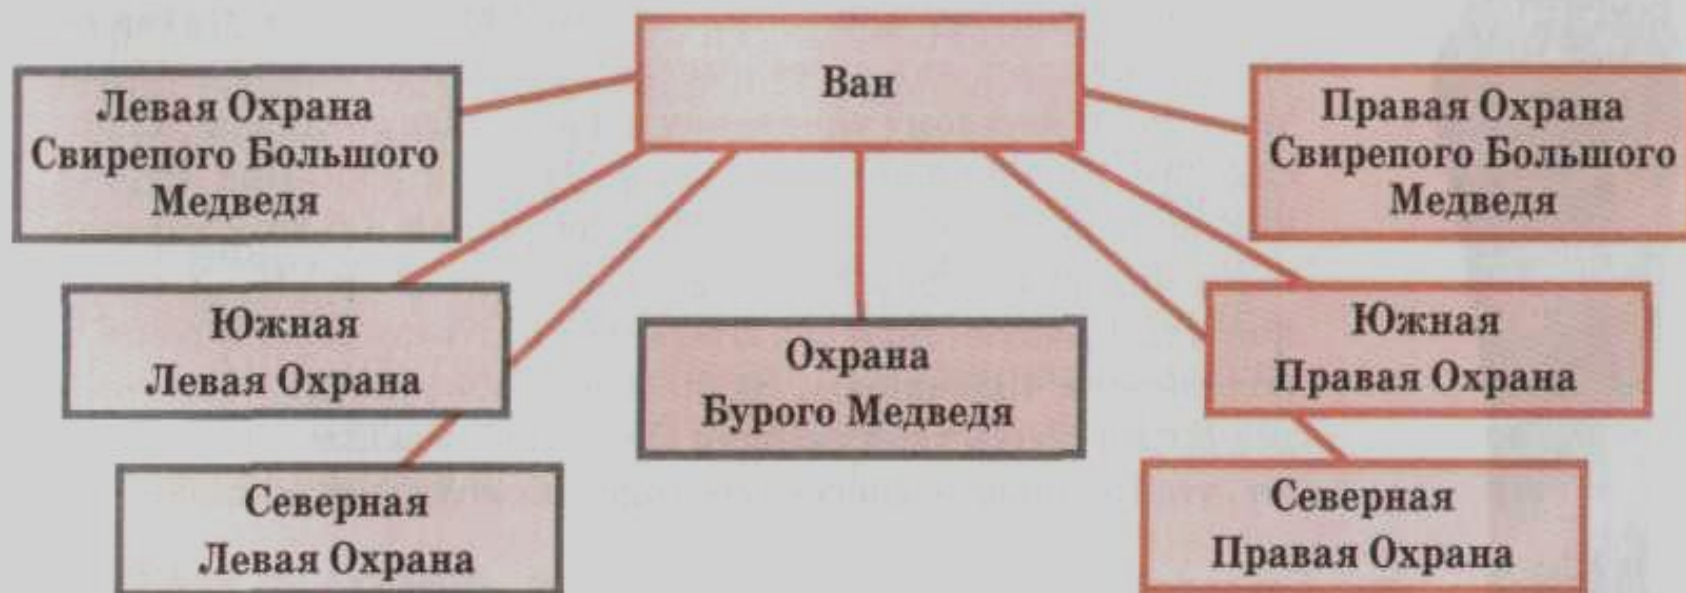 Ван
Левая Охрана
Свирепого Большого
Медведя
Правая Охрана
Свирепого Большого
Медведя
Южная
Левая Охрана
Охрана
Бурого Медведя
Южная
Правая Охрана
Северная
Левая Охрана
Северная
Правая Охрана